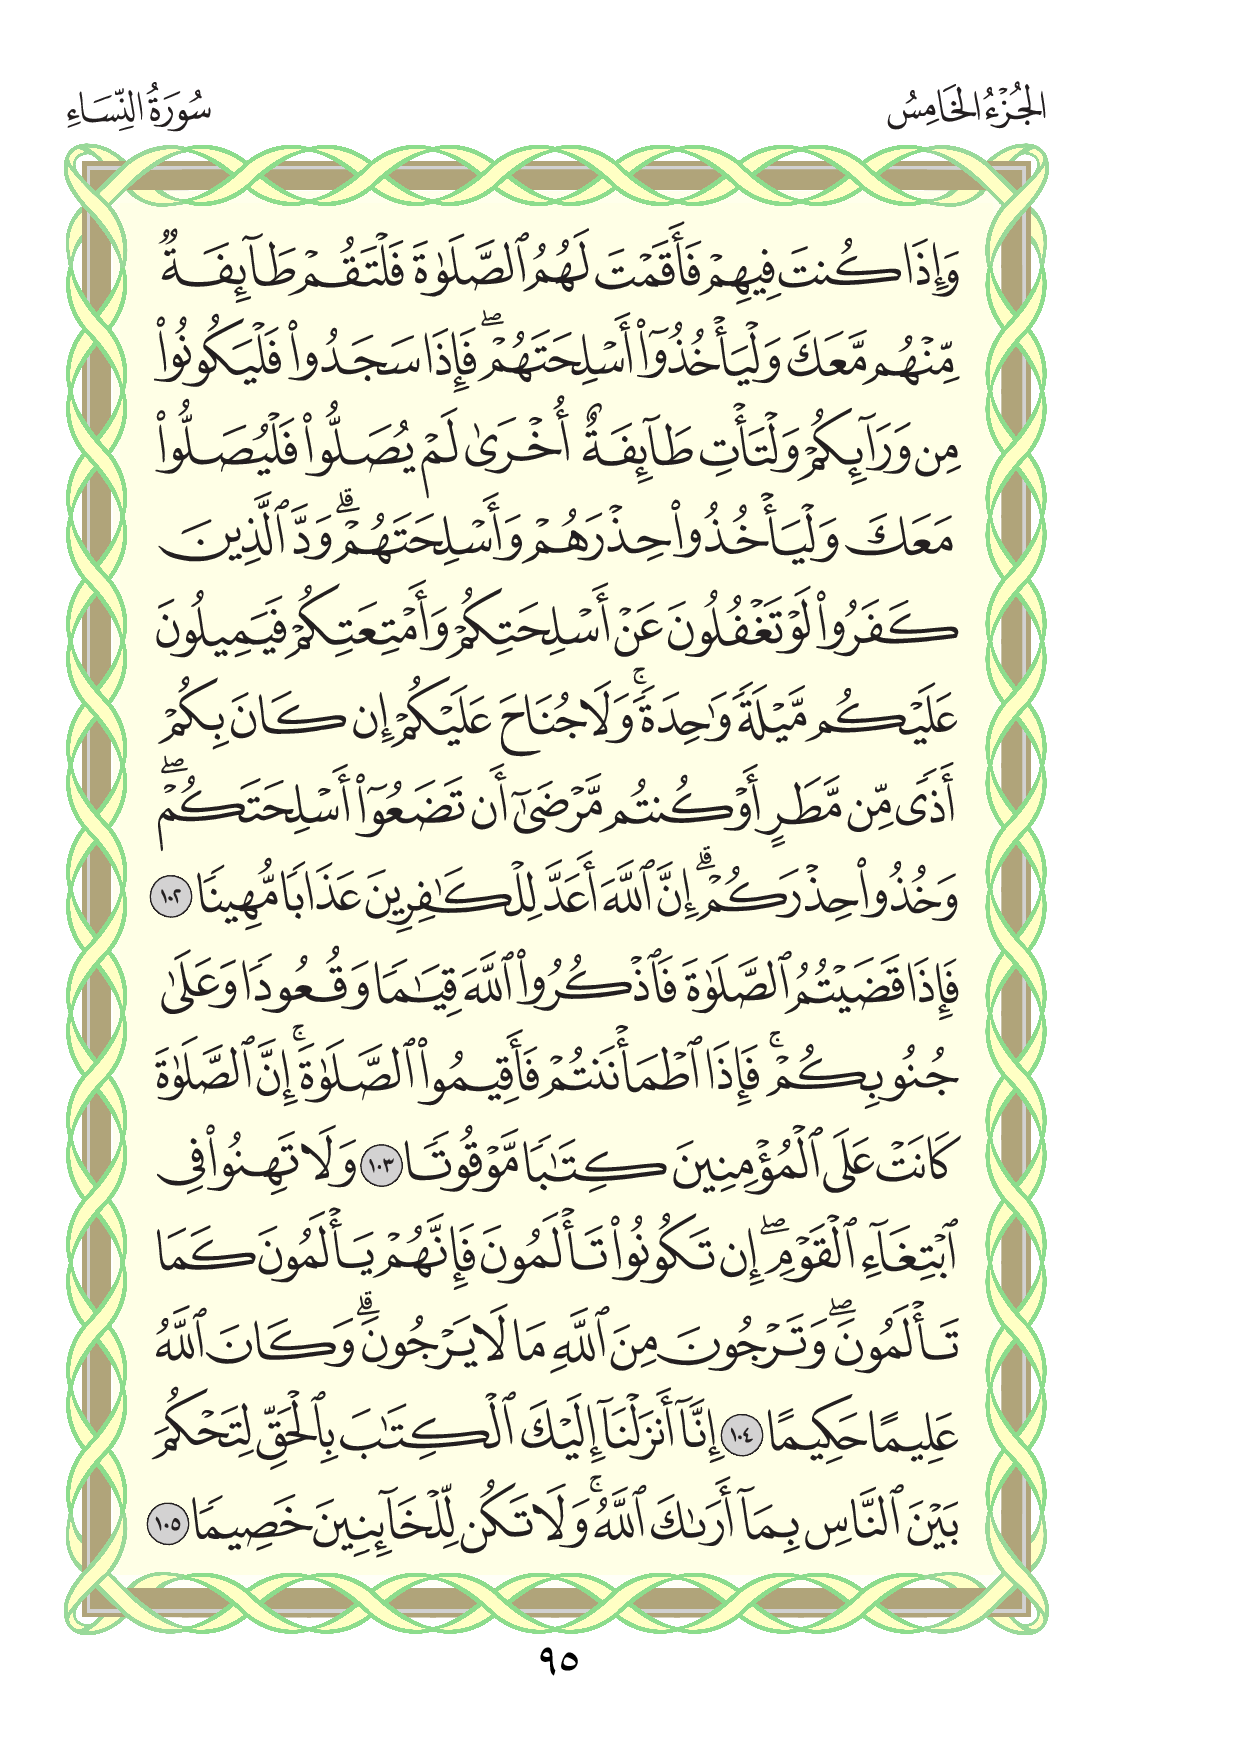 الجُزْءُ الخَامِسُ
سُورَةُ النِّسَاءِ
وَإِذَا كُنتَ فِيهِمْ فَأَقَمْتَ لَهُمُ ٱلصَّلَوٰةَ فَلْتَقُمْ طَآئِفَةٌ
مِّنْهُم مَّعَكَ وَلْيَأْخُذُوٓا۟ أَسْلِحَتَهُمْۖ فَإِذَا سَجَدُوا۟ فَلْيَكُونُوا۟
مِن وَرَآئِكُمْ وَلْتَأْتِ طَآئِفَةٌ أُخْرَىٰ لَمْ يُصَلُّوا۟ فَلْيُصَلُّوا۟
مَعَكَ وَلْيَأْخُذُوا۟ حِذْرَهُمْ وَأَسْلِحَتَهُمْۗ وَدَّ ٱلَّذِينَ
كَفَرُوا۟ لَوْ تَغْفُلُونَ عَنْ أَسْلِحَتِكُمْ وَأَمْتِعَتِكُمْ فَيَمِيلُونَ
عَلَيْكُم مَّيْلَةً وَٰحِدَةًۚ وَلَا جُنَاحَ عَلَيْكُمْ إِن كَانَ بِكُمْ
أَذًى مِّن مَّطَرٍ أَوْ كُنتُم مَّرْضَىٰٓ أَن تَضَعُوٓا۟ أَسْلِحَتَكُمْۖ
وَخُذُوا۟ حِذْرَكُمْۗ إِنَّ ٱللَّهَ أَعَدَّ لِلْكَٰفِرِينَ عَذَابًا مُّهِينًا ١٠٢
فَإِذَا قَضَيْتُمُ ٱلصَّلَوٰةَ فَٱذْكُرُوا۟ ٱللَّهَ قِيَٰمًا وَقُعُودًا وَعَلَىٰ
جُنُوبِكُمْۚ فَإِذَا ٱطْمَأْنَنتُمْ فَأَقِيمُوا۟ ٱلصَّلَوٰةَۚ إِنَّ ٱلصَّلَوٰةَ
كَانَتْ عَلَى ٱلْمُؤْمِنِينَ كِتَٰبًا مَّوْقُوتًا ١٠٣ وَلَا تَهِنُوا۟ فِى
ٱبْتِغَآءِ ٱلْقَوْمِۖ إِن تَكُونُوا۟ تَأْلَمُونَ فَإِنَّهُمْ يَأْلَمُونَ كَمَا
تَأْلَمُونَۖ وَتَرْجُونَ مِنَ ٱللَّهِ مَا لَا يَرْجُونَۗ وَكَانَ ٱللَّهُ
عَلِيمًا حَكِيمًا ١٠٤ إِنَّآ أَنزَلْنَآ إِلَيْكَ ٱلْكِتَٰبَ بِٱلْحَقِّ لِتَحْكُمَ
بَيْنَ ٱلنَّاسِ بِمَآ أَرَىٰكَ ٱللَّهُۚ وَلَا تَكُن لِّلْخَآئِنِينَ خَصِيمًا ١٠٥
٩٥